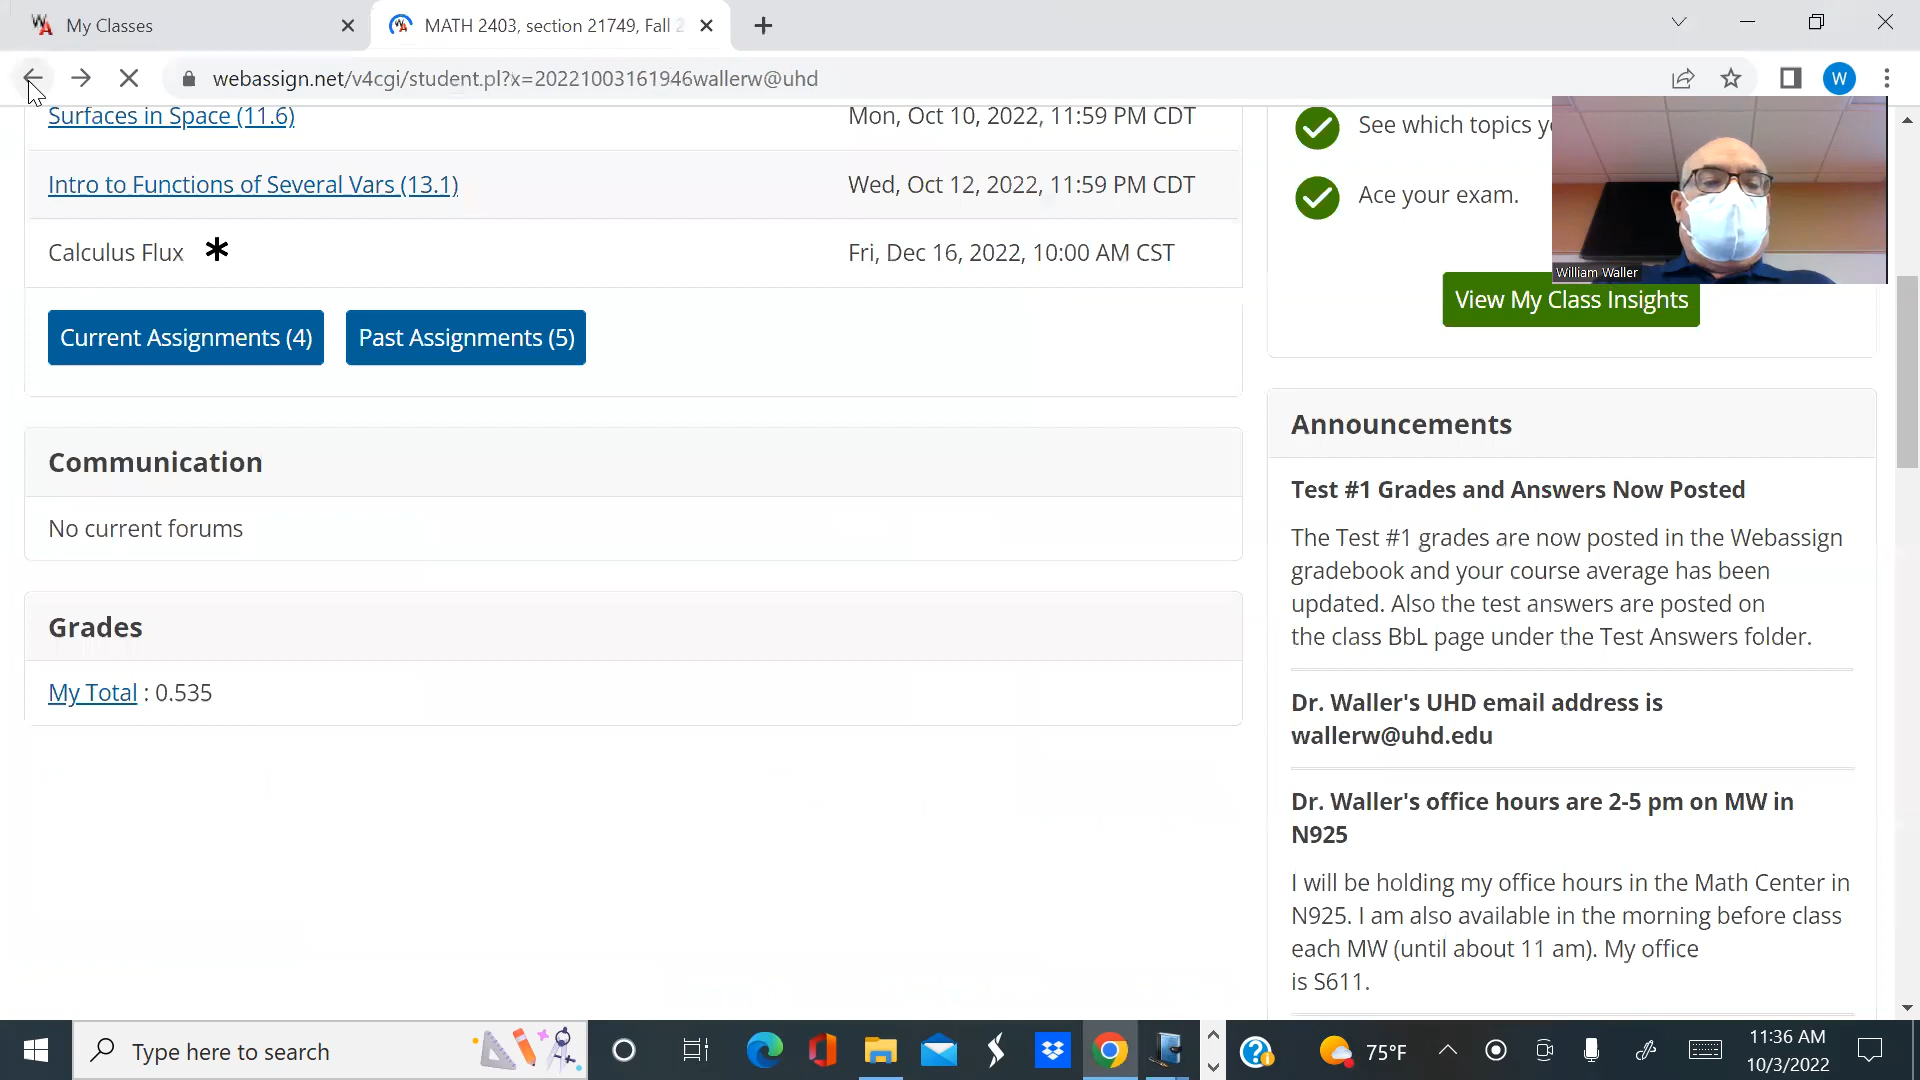 My Classes
MATH 2403, section 21749, Fall 2
webassign.net/v4cgi/student.pl?x=20221003161946wallerw@uhd
W
Surfaces in Space (11.6) Mon, Oct 10, 2022, 11:59 PM CDT
Intro to Functions of Several Vars (13.1) Wed, Oct 12, 2022, 11:59 PM CDT
Calculus Flux * Fri, Dec 16, 2022, 10:00 AM CST
Current Assignments (4) Past Assignments (5)
Communication
No current forums
Grades
My Total : 0.535
See which topics y
Ace your exam.
William Waller
View My Class Insights
Announcements
Test #1 Grades and Answers Now Posted
The Test #1 grades are now posted in the Webassign
gradebook and your course average has been
updated. Also the test answers are posted on
the class BbL page under the Test Answers folder.
Dr. Waller's UHD email address is
wallerw@uhd.edu
Dr. Waller's office hours are 2-5 pm on MW in
N925
I will be holding my office hours in the Math Center in
N925. I am also available in the morning before class
each MW (until about 11 am). My office
is S611.
Type here to search
75°F
11:36 AM
10/3/2022